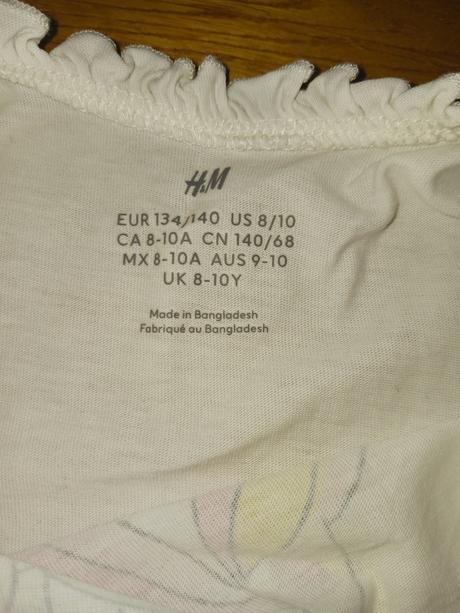 H&M
EUR 134/140 US 8/10
CA 8-10A CN 140/68
MX 8-10A AUS 9-10
UK 8-10Y
Made in Bangladesh
Fabriqué au Bangladesh